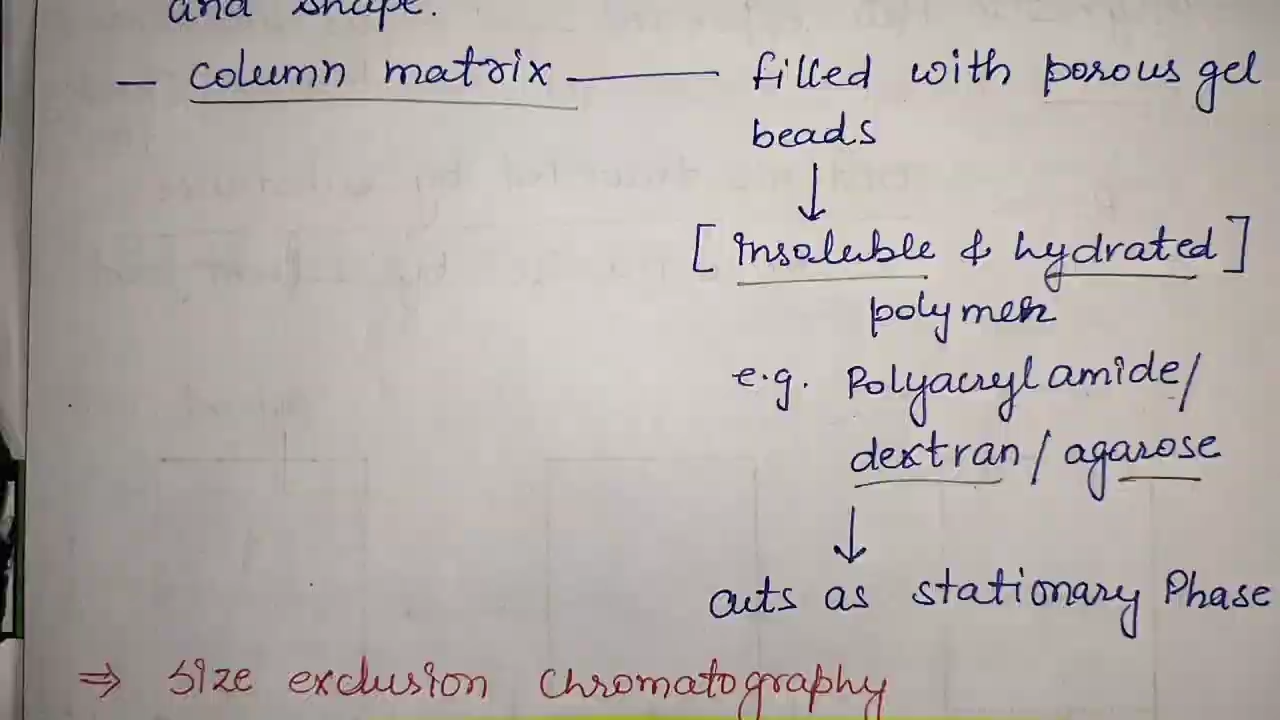 and shape.
— column matrix —— filled with porous gel
beads
↓
[ Insoluble & hydrated ]
polymer
e.g. Polyacrylamide/
dextran / agarose
↓
acts as stationary Phase
⇒ Size exclusion chromatography